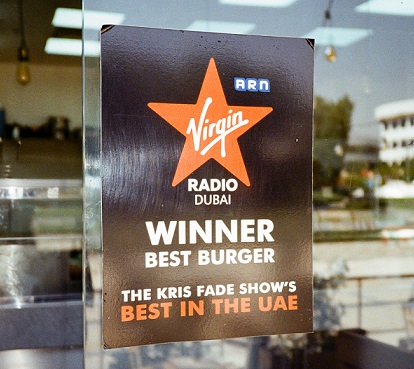 ARN
Virgin
RADIO
DUBAI
WINNER
BEST BURGER
THE KRIS FADE SHOW'S
BEST IN THE UAE